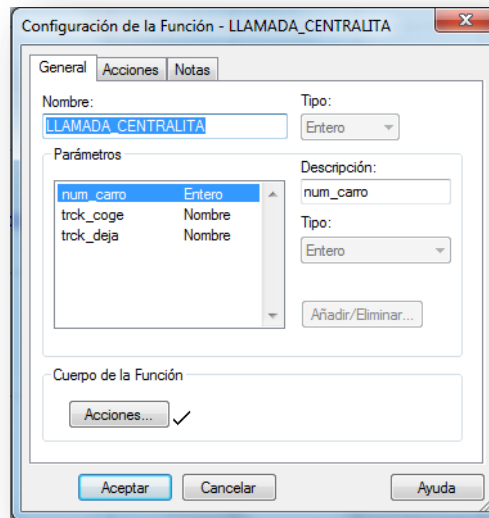 Configuración de la Función - LLAMADA_CENTRALITA
General Acciones Notas
Nombre: Tipo:
LLAMADA_CENTRALITA Entero
Parámetros
Descripción:
num_carro Entero num_carro
trck_coge Nombre
Tipo:
trck_deja Nombre
Entero
Añadir/Eliminar...
Cuerpo de la Función
Acciones...
Aceptar Cancelar Ayuda